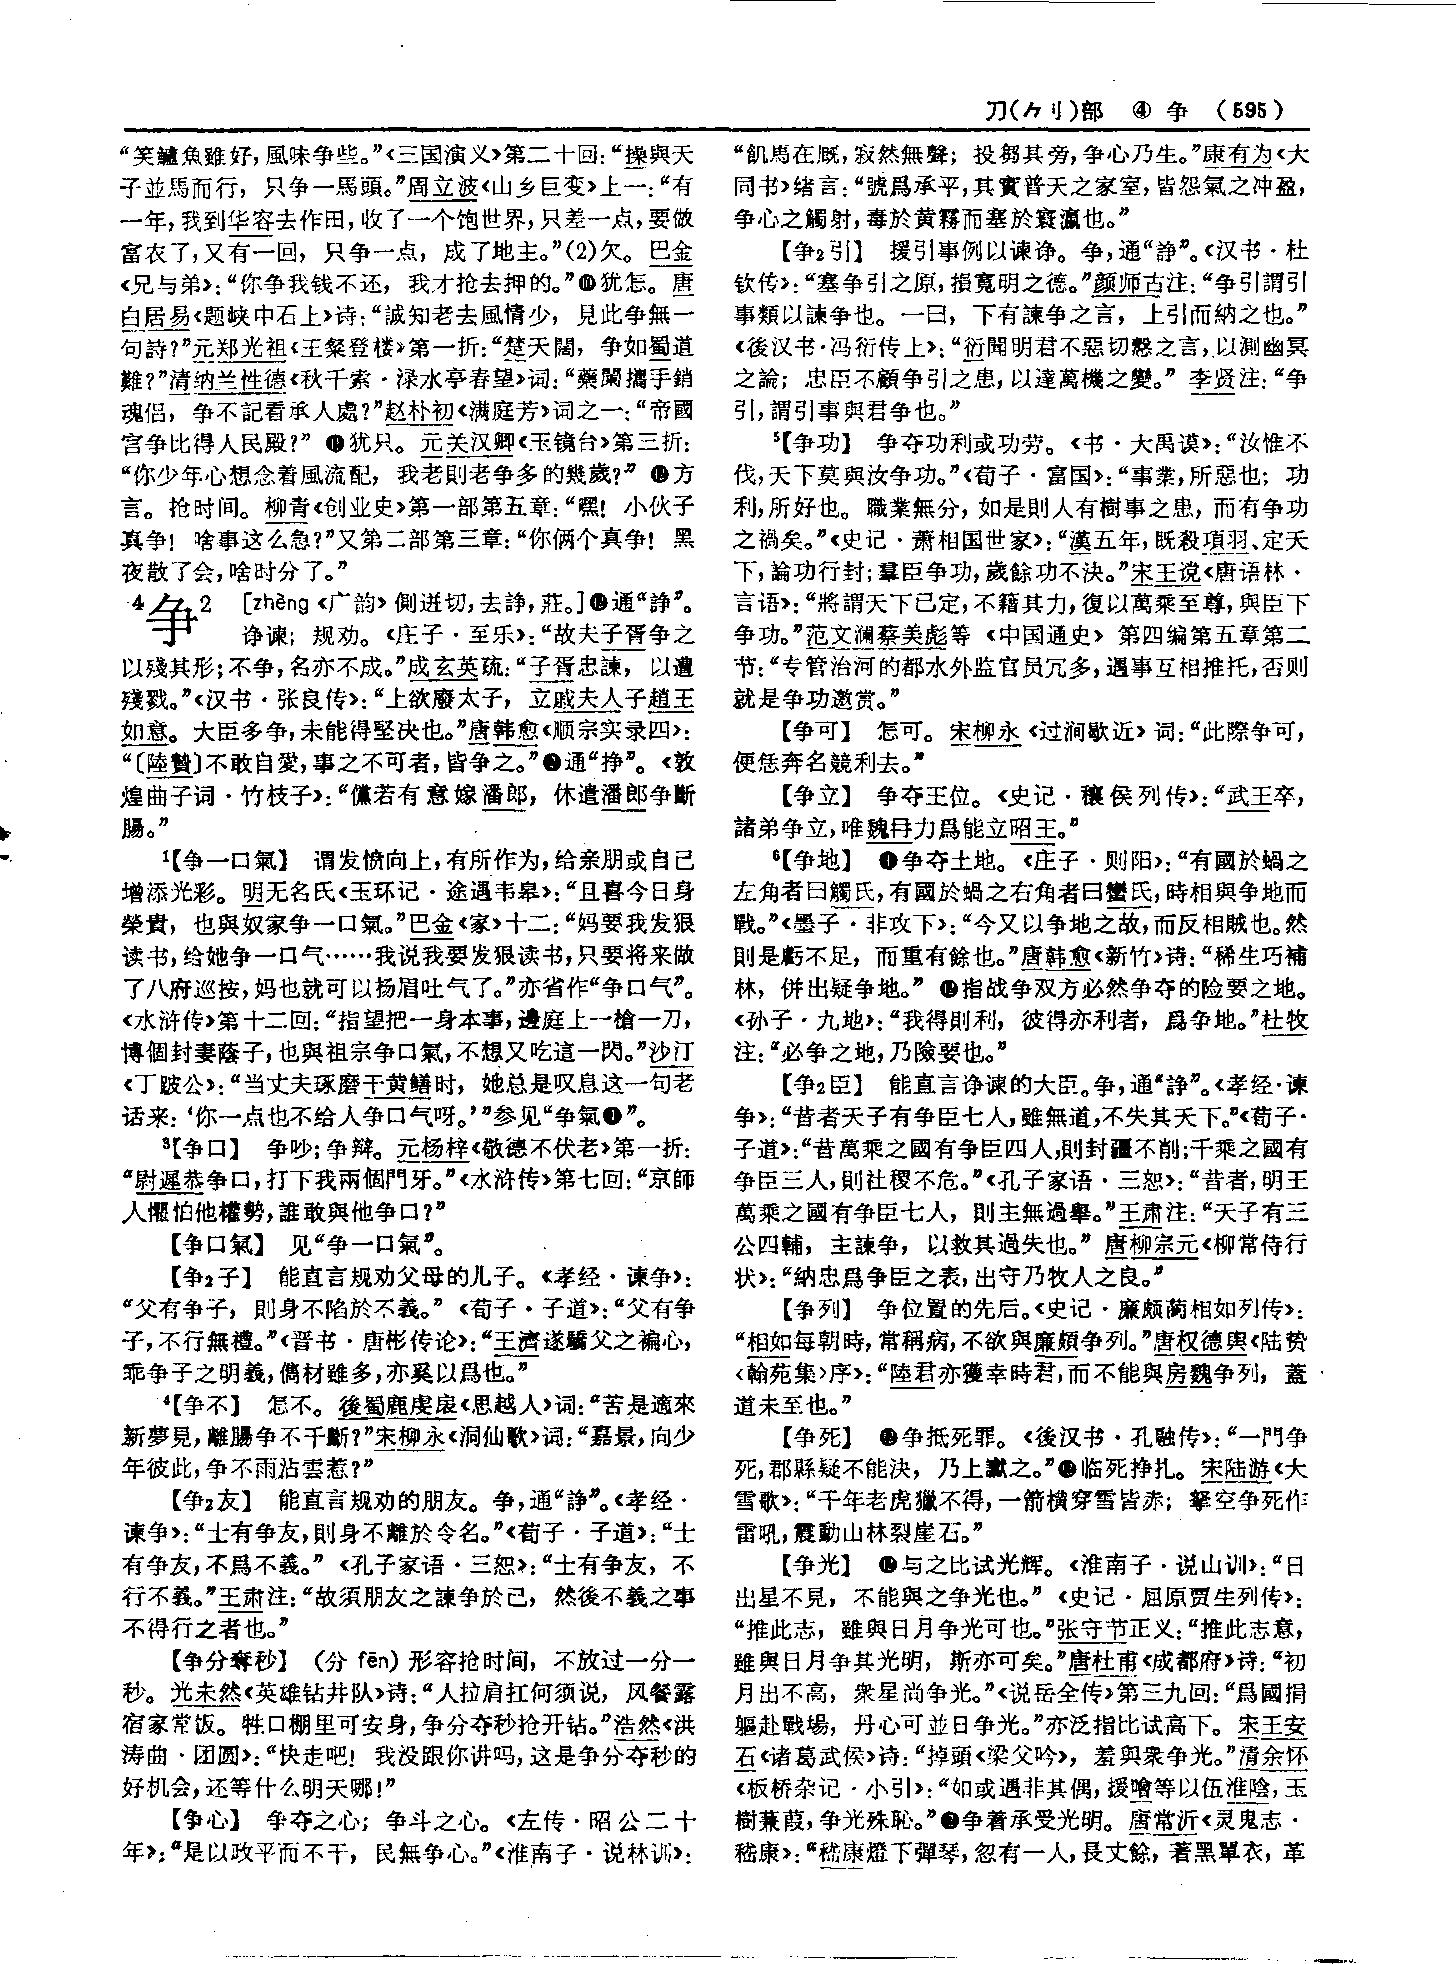 刀(⺈刂)部 ④ 争 (595)
“笑鱸魚雖好，風味争些。”《三国演义》第二十回：“操與天
子並馬而行，只争一馬頭。”周立波《山乡巨变》上一：“有
一年，我到华容去作田，收了一个饱世界，只差一点，要做
富农了，又有一回，只争一点，成了地主。”(2)欠。巴金
《兄与弟》：“你争我钱不还，我才抢去押的。”⓫犹怎。唐
白居易《题峡中石上》诗：“誠知老去風情少，見此争無一
句詩？”元郑光祖《王粲登楼》第一折：“楚天闊，争如蜀道
難？”清纳兰性德《秋千索·渌水亭春望》词：“藥闌攜手銷
魂侣，争不記看承人處？”赵朴初《满庭芳》词之一：“帝國
宫争比得人民殿？”⓬犹只。元关汉卿《玉镜台》第三折：
“你少年心想念着風流配，我老則老争多的幾歲？”⓭方
言。抢时间。柳青《创业史》第一部第五章：“嘿！小伙子
真争！啥事这么急？”又第二部第三章：“你俩个真争！黑
夜散了会，啥时分了。”
4争2 [zhèng《广韵》側迸切，去諍，莊。]❶通“諍”。
诤谏；规劝。《庄子·至乐》：“故夫子胥争之
以殘其形；不争，名亦不成。”成玄英疏：“子胥忠諫，以遭
殘戮。”《汉书·张良传》：“上欲廢太子，立戚夫人子趙王
如意。大臣多争，未能得堅决也。”唐韩愈《顺宗实录四》：
“〔陸贄〕不敢自愛，事之不可者，皆争之。”❷通“挣”。《敦
煌曲子词·竹枝子》：“儻若有意嫁潘郎，休遣潘郎争斷
腸。”
1【争一口氣】 谓发愤向上，有所作为，给亲朋或自己
增添光彩。明无名氏《玉环记·途遇韦皋》：“且喜今日身
榮貴，也與奴家争一口氣。”巴金《家》十二：“妈要我发狠
读书，给她争一口气……我说我要发狠读书，只要将来做
了八府巡按，妈也就可以扬眉吐气了。”亦省作“争口气”。
《水浒传》第十二回：“指望把一身本事，邊庭上一槍一刀，
博個封妻蔭子，也與祖宗争口氣，不想又吃這一閃。”沙汀
《丁跛公》：“当丈夫琢磨干黄鳝时，她总是叹息这一句老
话来：‘你一点也不给人争口气呀。’”参见“争氣❶”。
3【争口】 争吵；争辩。元杨梓《敬德不伏老》第一折：
“尉遲恭争口，打下我兩個門牙。”《水浒传》第七回：“京師
人懼怕他權勢，誰敢與他争口？”
【争口氣】 见“争一口氣”。
【争2子】 能直言规劝父母的儿子。《孝经·谏争》：
“父有争子，則身不陷於不義。”《荀子·子道》：“父有争
子，不行無禮。”《晋书·唐彬传论》：“王濟遂驕父之褊心，
乖争子之明義，儁材雖多，亦奚以爲也。”
4【争不】 怎不。後蜀鹿虔扆《思越人》词：“苦是適來
新夢見，離腸争不千斷？”宋柳永《洞仙歌》词：“嘉景，向少
年彼此，争不雨沾雲惹？”
【争2友】 能直言规劝的朋友。争，通“諍”。《孝经·
谏争》：“士有争友，則身不離於令名。”《荀子·子道》：“士
有争友，不爲不義。”《孔子家语·三恕》：“士有争友，不
行不義。”王肃注：“故須朋友之諫争於己，然後不義之事
不得行之者也。”
【争分奪秒】 (分 fēn)形容抢时间，不放过一分一
秒。光未然《英雄钻井队》诗：“人拉肩扛何须说，风餐露
宿家常饭。牲口棚里可安身，争分夺秒抢开钻。”浩然《洪
涛曲·团圆》：“快走吧！我没跟你讲吗，这是争分夺秒的
好机会，还等什么明天哪！”
【争心】 争夺之心；争斗之心。《左传·昭公二十
年》：“是以政平而不干，民無争心。”《淮南子·说林训》：
“飢馬在厩，寂然無聲；投芻其旁，争心乃生。”康有为《大
同书》绪言：“號爲承平，其實普天之家室，皆怨氣之冲盈，
争心之觸射，毒於黄霧而塞於寰瀛也。”
【争2引】 援引事例以谏诤。争，通“諍”。《汉书·杜
钦传》：“塞争引之原，損寬明之德。”颜师古注：“争引謂引
事類以諫争也。一曰，下有諫争之言，上引而納之也。”
《後汉书·冯衍传上》：“衍聞明君不惡切愨之言，以測幽冥
之論；忠臣不顧争引之患，以達萬機之變。”李贤注：“争
引，謂引事與君争也。”
5【争功】 争夺功利或功劳。《书·大禹谟》：“汝惟不
伐，天下莫與汝争功。”《荀子·富国》：“事業，所惡也；功
利，所好也。職業無分，如是則人有樹事之患，而有争功
之禍矣。”《史记·萧相国世家》：“漢五年，既殺項羽、定天
下，論功行封；羣臣争功，歲餘功不決。”宋王谠《唐语林·
言语》：“將謂天下已定，不藉其力，復以萬乘至尊，與臣下
争功。”范文澜蔡美彪等《中国通史》第四编第五章第二
节：“专管治河的都水外监官员冗多，遇事互相推托，否则
就是争功邀赏。”
【争可】 怎可。宋柳永《过涧歇近》词：“此際争可，
便恁奔名競利去。”
【争立】 争夺王位。《史记·穰侯列传》：“武王卒，
諸弟争立，唯魏冄力爲能立昭王。”
6【争地】 ❶争夺土地。《庄子·则阳》：“有國於蝸之
左角者曰觸氏，有國於蝸之右角者曰蠻氏，時相與争地而
戰。”《墨子·非攻下》：“今又以争地之故，而反相賊也。然
則是虧不足，而重有餘也。”唐韩愈《新竹》诗：“稀生巧補
林，併出疑争地。”❷指战争双方必然争夺的险要之地。
《孙子·九地》：“我得則利，彼得亦利者，爲争地。”杜牧
注：“必争之地，乃險要也。”
【争2臣】 能直言诤谏的大臣。争，通“諍”。《孝经·谏
争》：“昔者天子有争臣七人，雖無道，不失其天下。”《荀子·
子道》：“昔萬乘之國有争臣四人，則封疆不削；千乘之國有
争臣三人，則社稷不危。”《孔子家语·三恕》：“昔者，明王
萬乘之國有争臣七人，則主無過舉。”王肃注：“天子有三
公四輔，主諫争，以救其過失也。”唐柳宗元《柳常侍行
状》：“納忠爲争臣之表，出守乃牧人之良。”
【争列】 争位置的先后。《史记·廉颇蔺相如列传》：
“相如每朝時，常稱病，不欲與廉頗争列。”唐权德舆《陆贽
〈翰苑集〉序》：“陸君亦獲幸時君，而不能與房魏争列，蓋
道未至也。”
【争死】 ❶争抵死罪。《後汉书·孔融传》：“一門争
死，郡縣疑不能決，乃上讞之。”❷临死挣扎。宋陆游《大
雪歌》：“千年老虎獵不得，一箭横穿雪皆赤；拏空争死作
雷吼，震動山林裂崖石。”
【争光】 ❶与之比试光辉。《淮南子·说山训》：“日
出星不見，不能與之争光也。”《史记·屈原贾生列传》：
“推此志，雖與日月争光可也。”张守节正义：“推此志意，
雖與日月争其光明，斯亦可矣。”唐杜甫《成都府》诗：“初
月出不高，衆星尚争光。”《说岳全传》第三九回：“爲國捐
軀赴戰場，丹心可並日争光。”亦泛指比试高下。宋王安
石《诸葛武侯》诗：“掉頭《梁父吟》，羞與衆争光。”清余怀
《板桥杂记·小引》：“如或遇非其偶，援噲等以伍淮陰，玉
樹蒹葭，争光殊恥。”❷争着承受光明。唐常沂《灵鬼志·
嵇康》：“嵇康燈下彈琴，忽有一人，長丈餘，著黑單衣，革